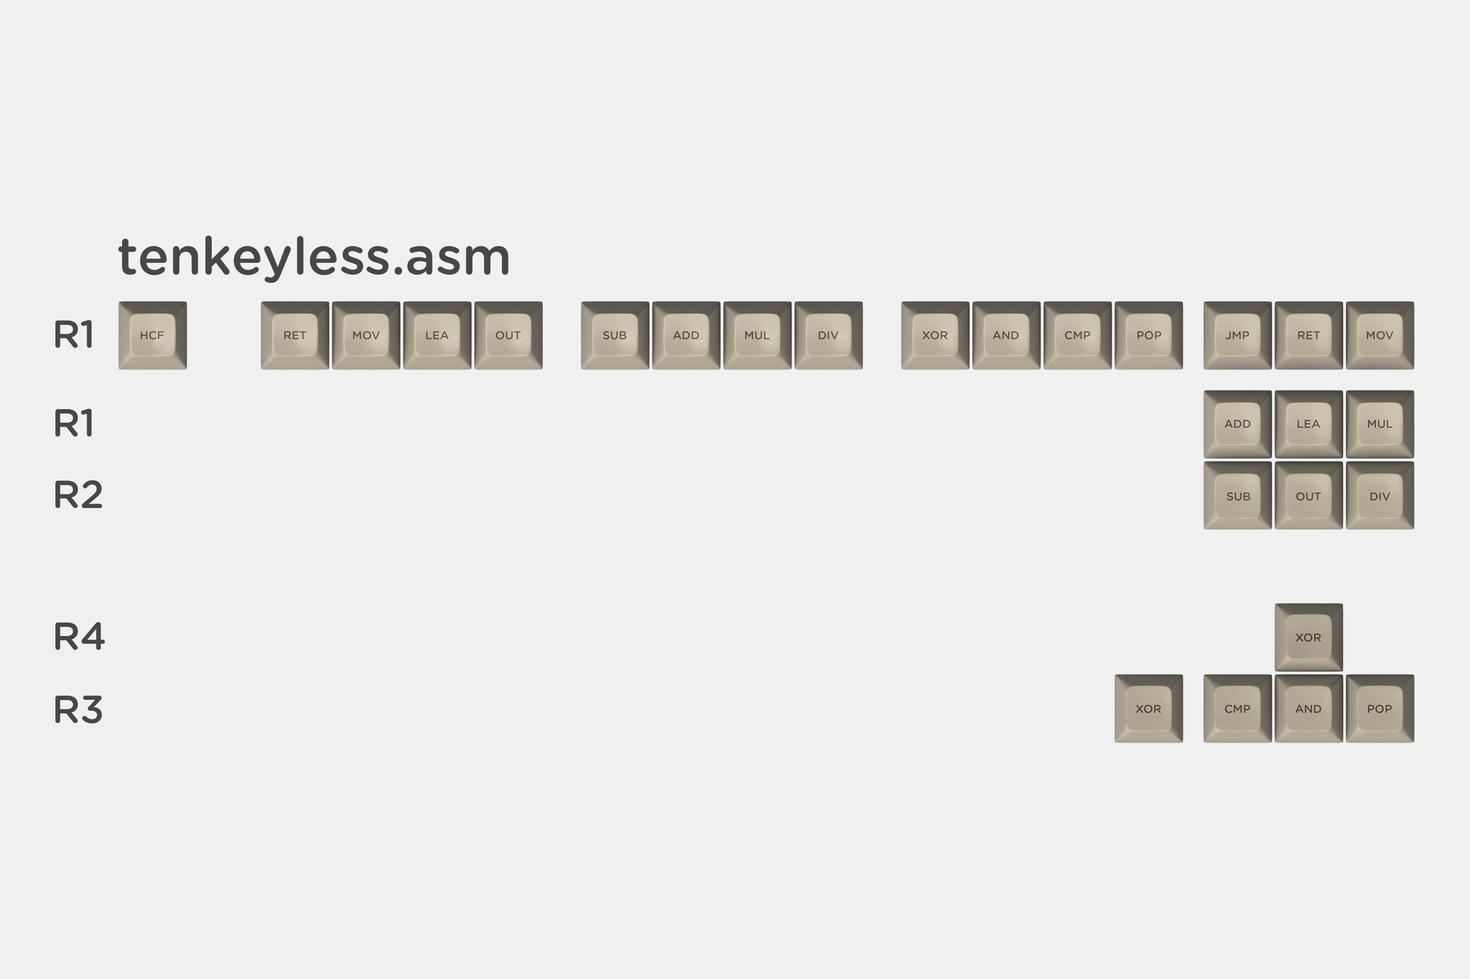 tenkeyless.asm
R1 HCF RET MOV LEA OUT SUB ADD MUL DIV XOR AND CMP POP JMP RET MOV
R1 ADD LEA MUL
R2 SUB OUT DIV
R4 XOR
R3 XOR CMP AND POP